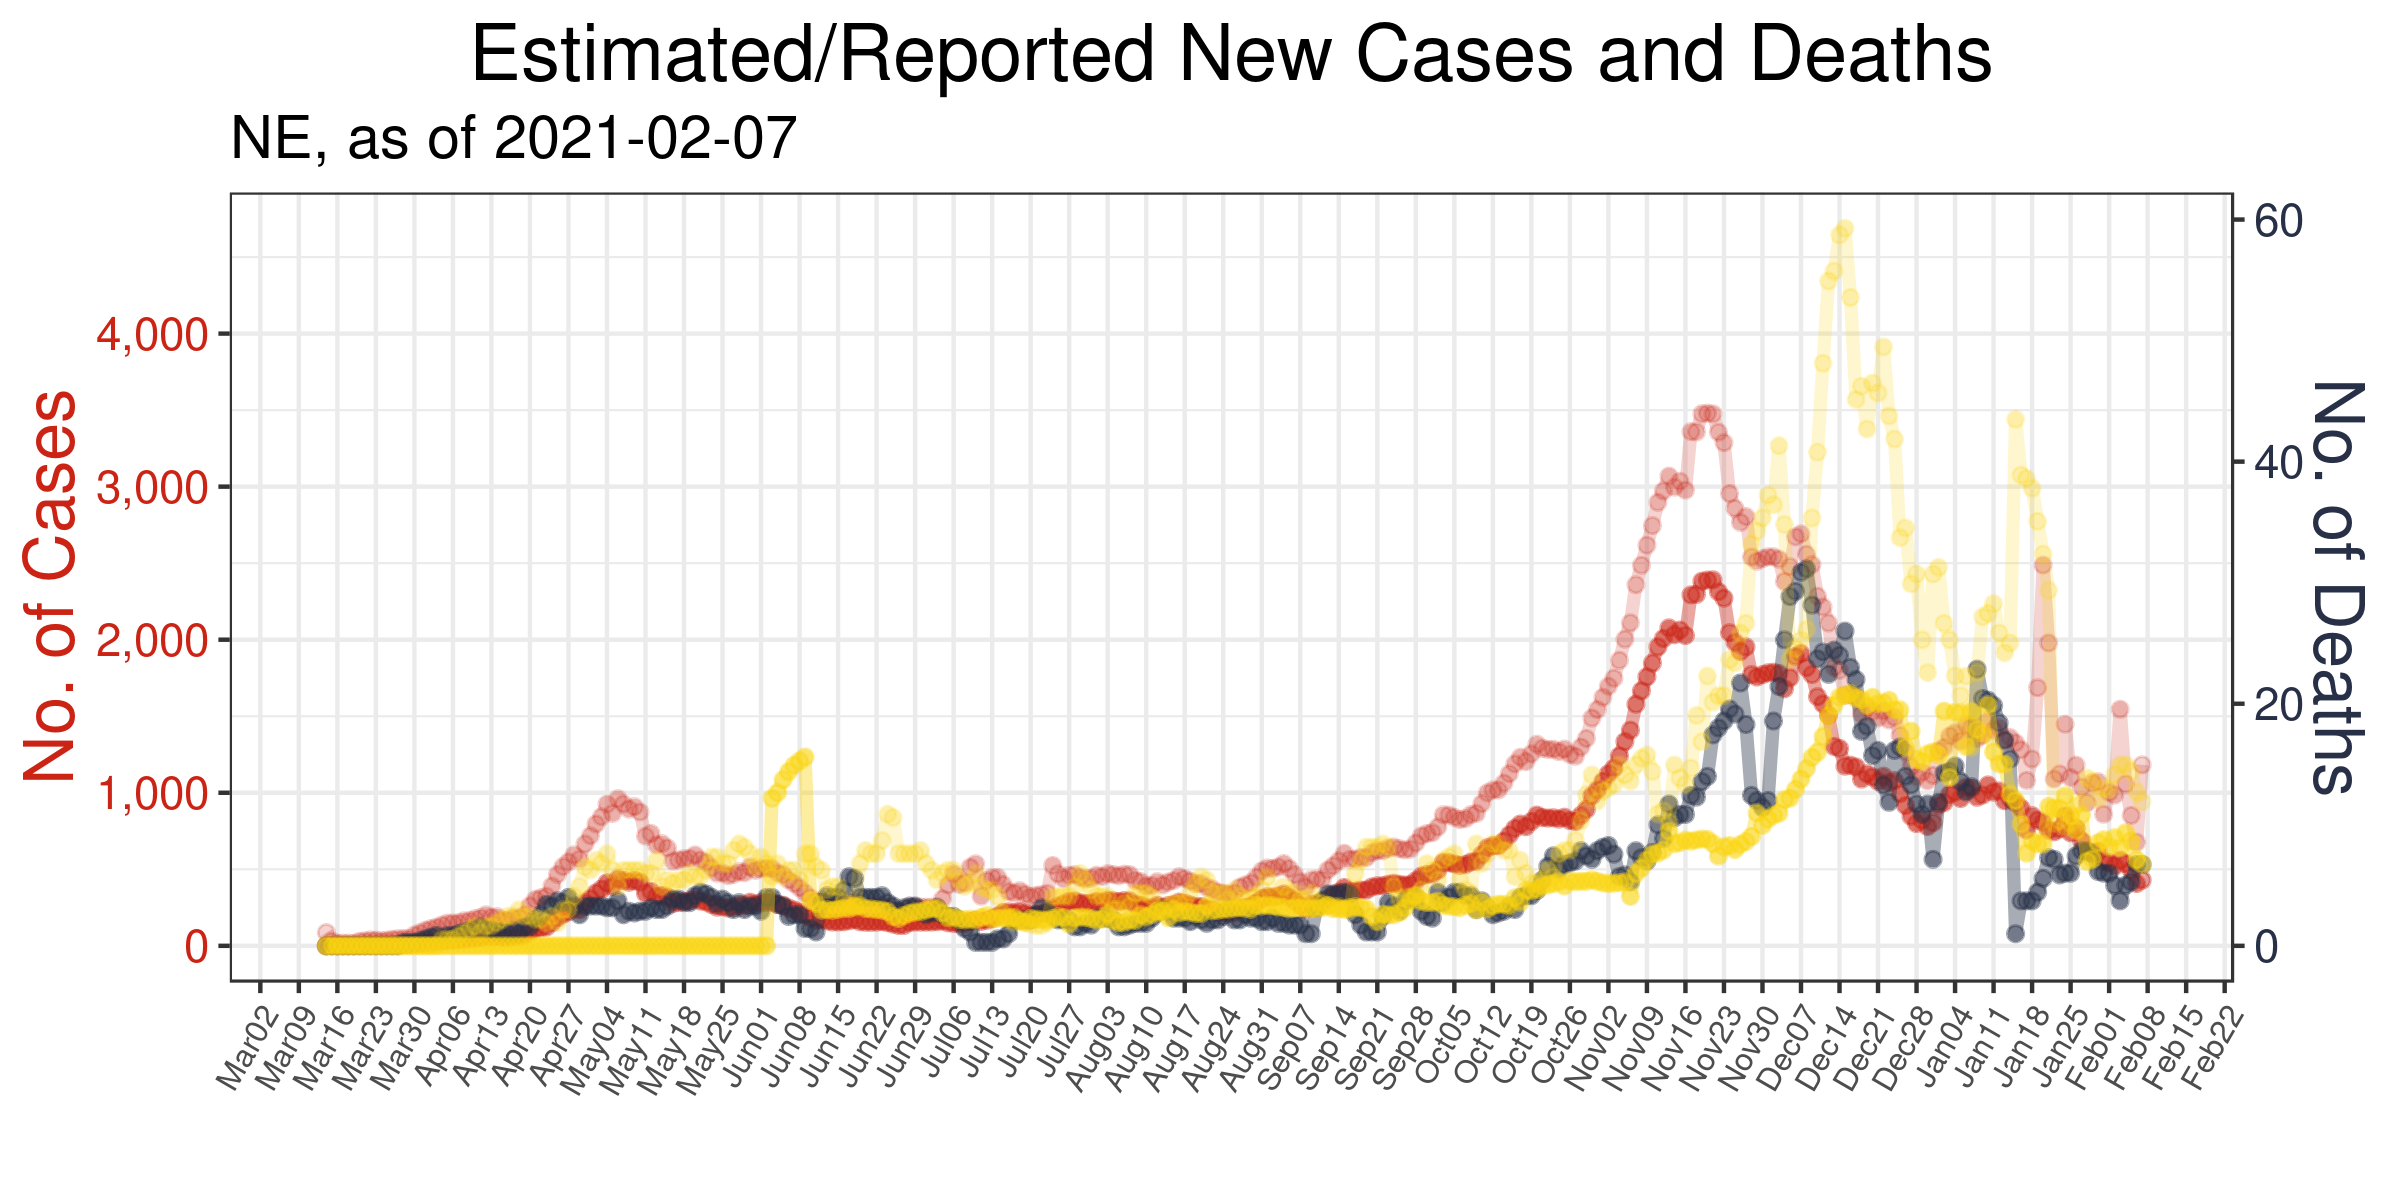 Estimated/Reported New Cases and Deaths
NE, as of 2021-02-07
No. of Cases
4,000
3,000
2,000
1,000
0
60
40
20
0
No. of Deaths
Mar02
Mar09
Mar16
Mar23
Mar30
Apr06
Apr13
Apr20
Apr27
May04
May11
May18
May25
Jun01
Jun08
Jun15
Jun22
Jun29
Jul06
Jul13
Jul20
Jul27
Aug03
Aug10
Aug17
Aug24
Aug31
Sep07
Sep14
Sep21
Sep28
Oct05
Oct12
Oct19
Oct26
Nov02
Nov09
Nov16
Nov23
Nov30
Dec07
Dec14
Dec21
Dec28
Jan04
Jan11
Jan18
Jan25
Feb01
Feb08
Feb15
Feb22